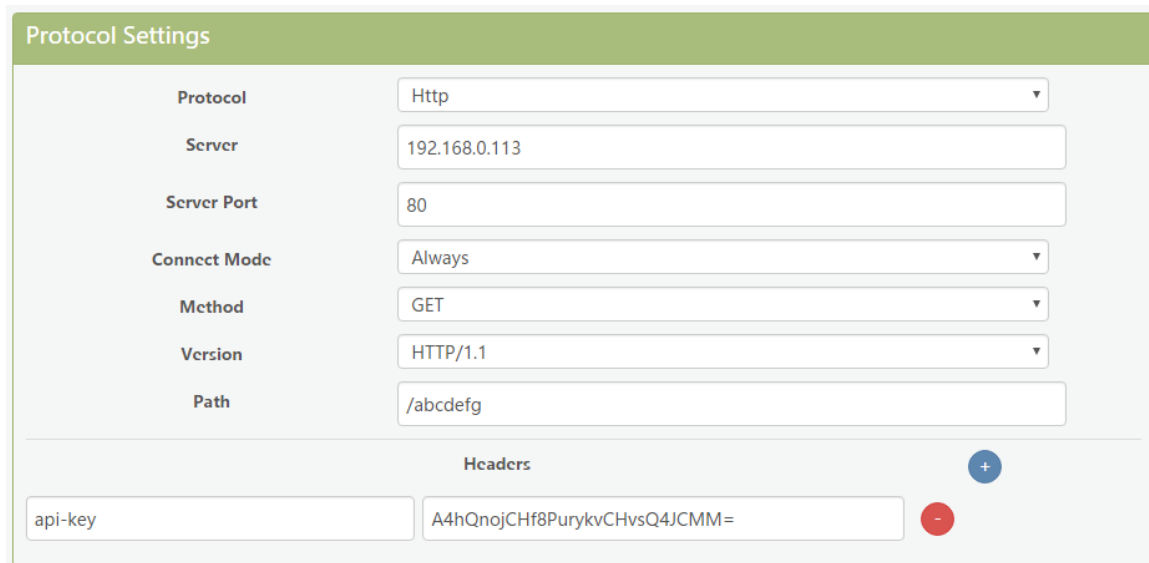 Protocol Settings
Protocol Http
Server 192.168.0.113
Server Port 80
Connect Mode Always
Method GET
Version HTTP/1.1
Path /abcdefg
Headers +
api-key A4hQnojCHf8PurykvCHvsQ4JCMM= -